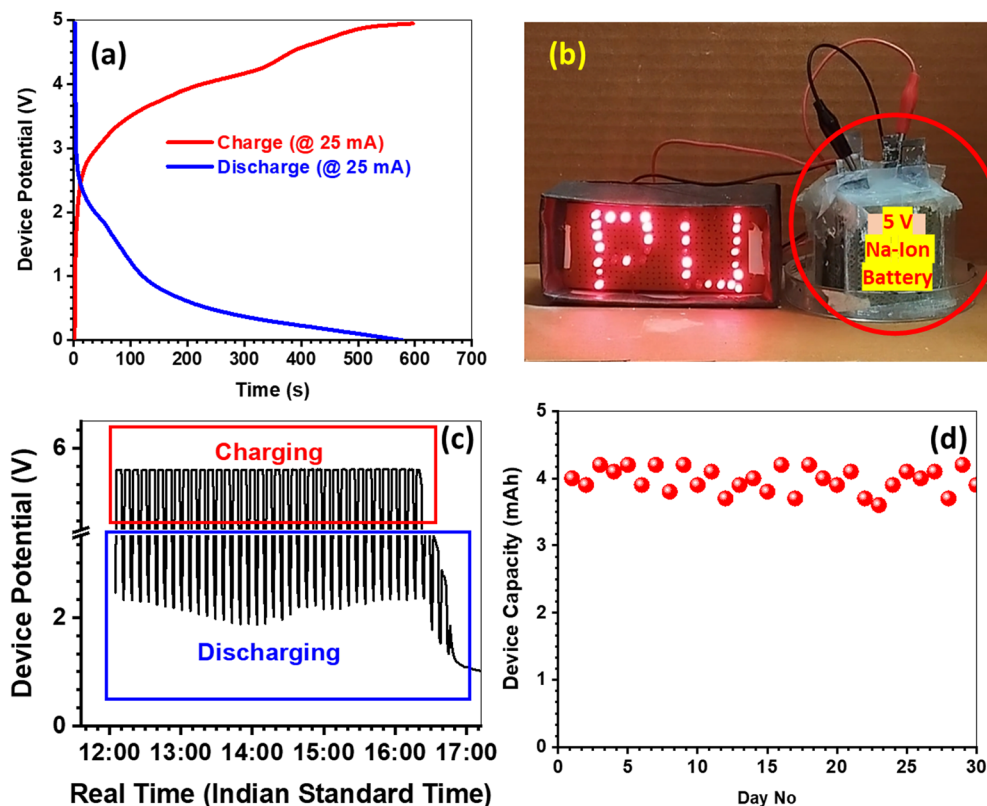 (a)
5
4
3
2
1
0
Device Potential (V)
Charge (@ 25 mA)
Discharge (@ 25 mA)
0 100 200 300 400 500 600 700
Time (s)
(b)
PU
5 V
Na-Ion
Battery
(c)
6
2
0
Device Potential (V)
Charging
Discharging
12:00 13:00 14:00 15:00 16:00 17:00
Real Time (Indian Standard Time)
(d)
5
4
3
2
1
0
Device Capacity (mAh)
0 5 10 15 20 25 30
Day No